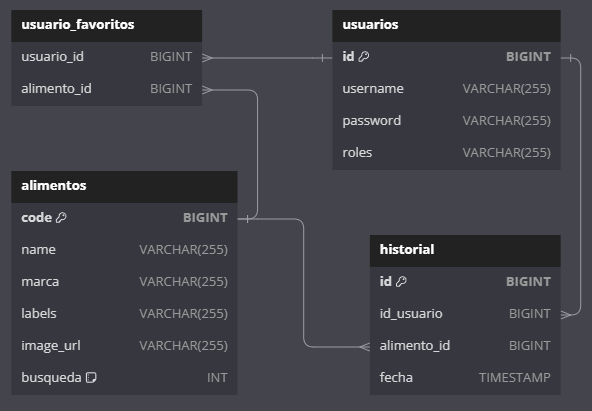 usuario_favoritos
usuario_id BIGINT
alimento_id BIGINT
usuarios
id BIGINT
username VARCHAR(255)
password VARCHAR(255)
roles VARCHAR(255)
alimentos
code BIGINT
name VARCHAR(255)
marca VARCHAR(255)
labels VARCHAR(255)
image_url VARCHAR(255)
busqueda INT
historial
id BIGINT
id_usuario BIGINT
alimento_id BIGINT
fecha TIMESTAMP